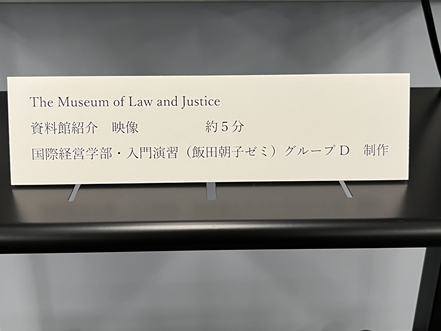 The Museum of Law and Justice
資料館紹介　映像　　　　　約５分
国際経営学部・入門演習（飯田朝子ゼミ）グループ D　制作